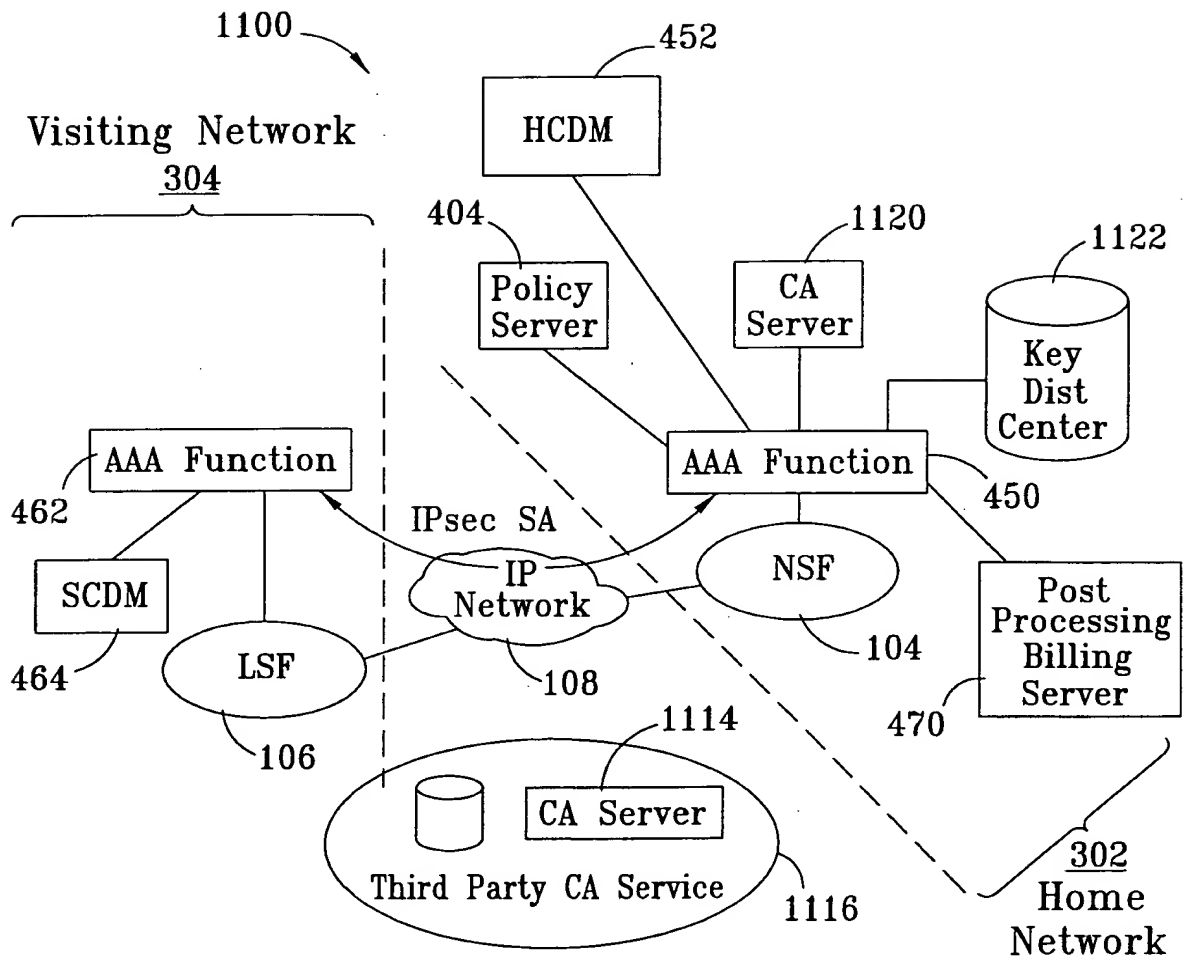 1100
452
Visiting Network
304
HCDM
404
1120
1122
Policy
Server
CA
Server
Key
Dist
Center
AAA Function
462
AAA Function
450
IPsec SA
IP
Network
NSF
SCDM
464
LSF
106
108
104
Post
Processing
Billing
Server
470
1114
CA Server
Third Party CA Service
1116
302
Home
Network